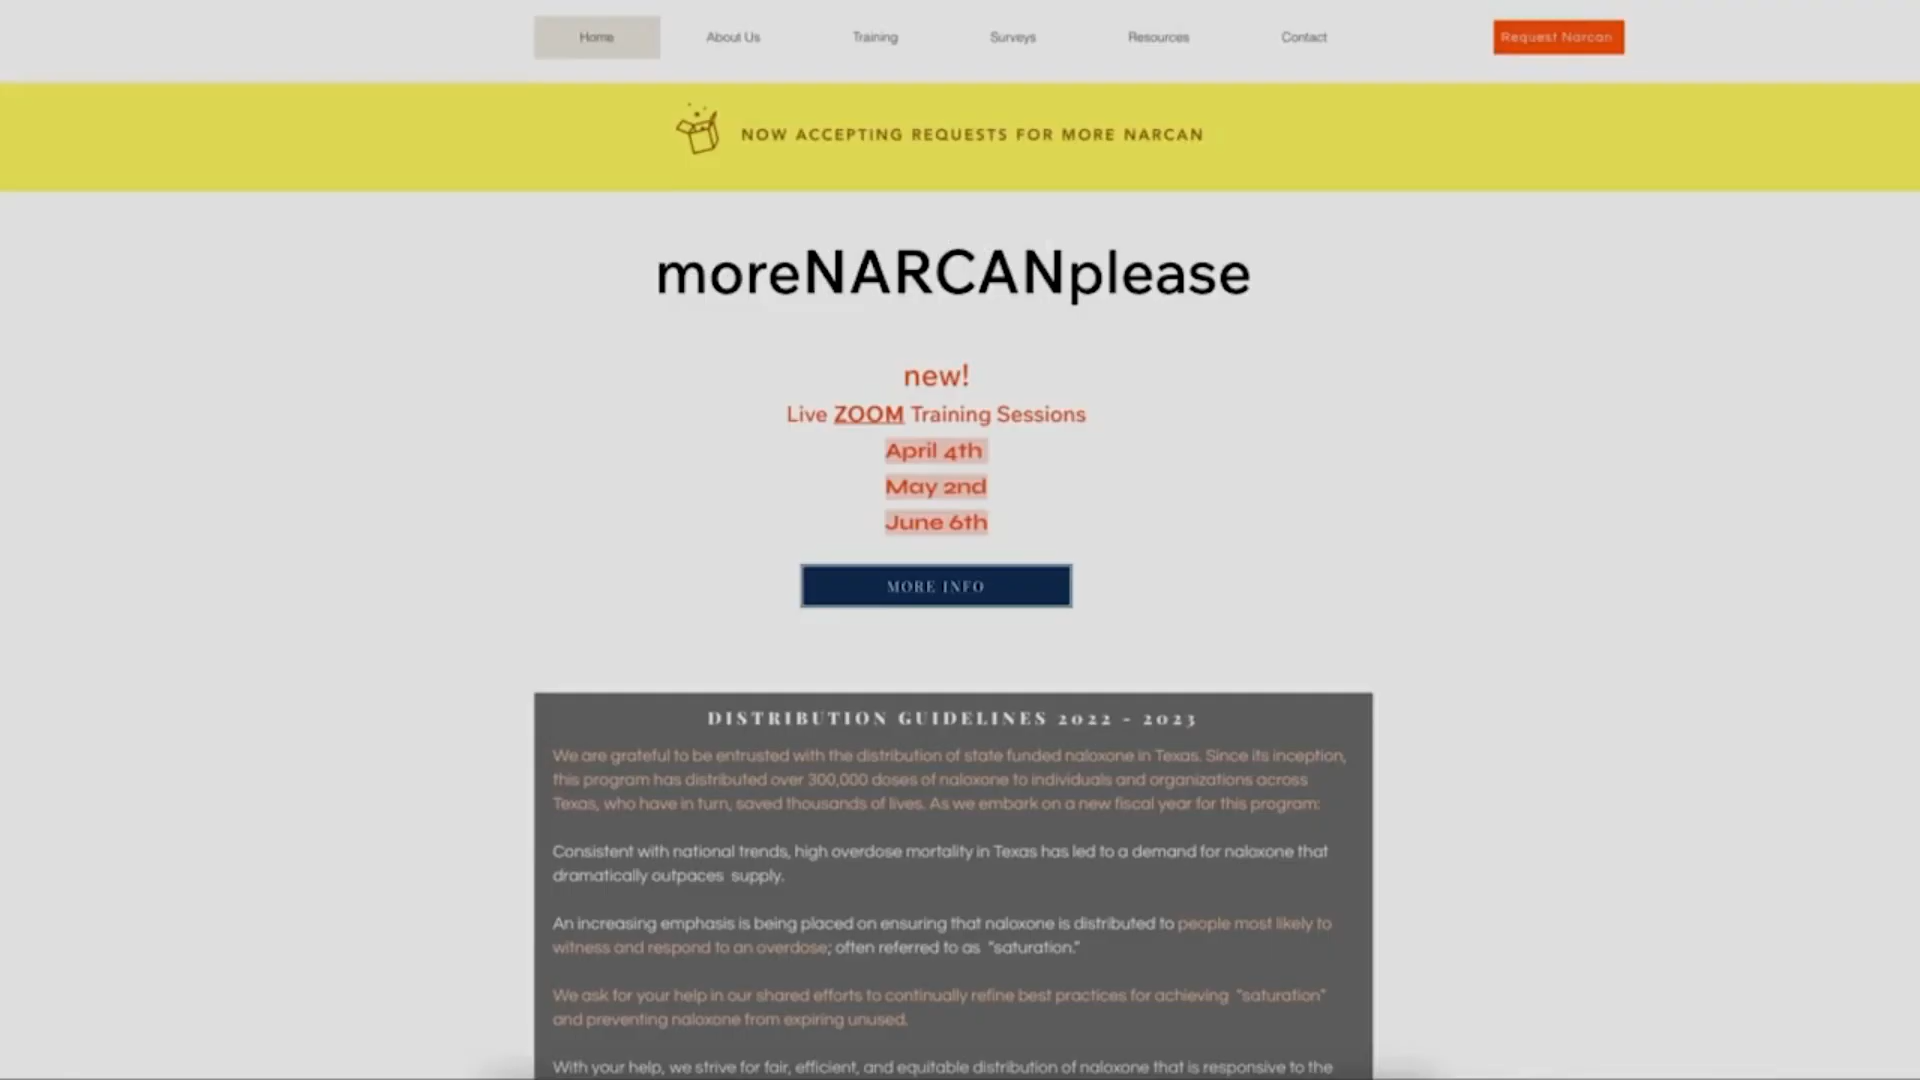 Home
About Us
Training
Surveys
Resources
Contact
Request Narcan
NOW ACCEPTING REQUESTS FOR MORE NARCAN
moreNARCANplease
new!
Live ZOOM Training Sessions
April 4th
May 2nd
June 6th
MORE INFO
DISTRIBUTION GUIDELINES 2022 - 2023
We are grateful to be entrusted with the distribution of state funded naloxone in Texas. Since its inception,
this program has distributed over 300,000 doses of naloxone to individuals and organizations across
Texas, who have in turn, saved thousands of lives. As we embark on a new fiscal year for this program:
Consistent with national trends, high overdose mortality in Texas has led to a demand for naloxone that
dramatically outpaces supply.
An increasing emphasis is being placed on ensuring that naloxone is distributed to people most likely to
witness and respond to an overdose; often referred to as "saturation."
We ask for your help in our shared efforts to continually refine best practices for achieving "saturation"
and preventing naloxone from expiring unused.
With your help, we strive for fair, efficient, and equitable distribution of naloxone that is responsive to the